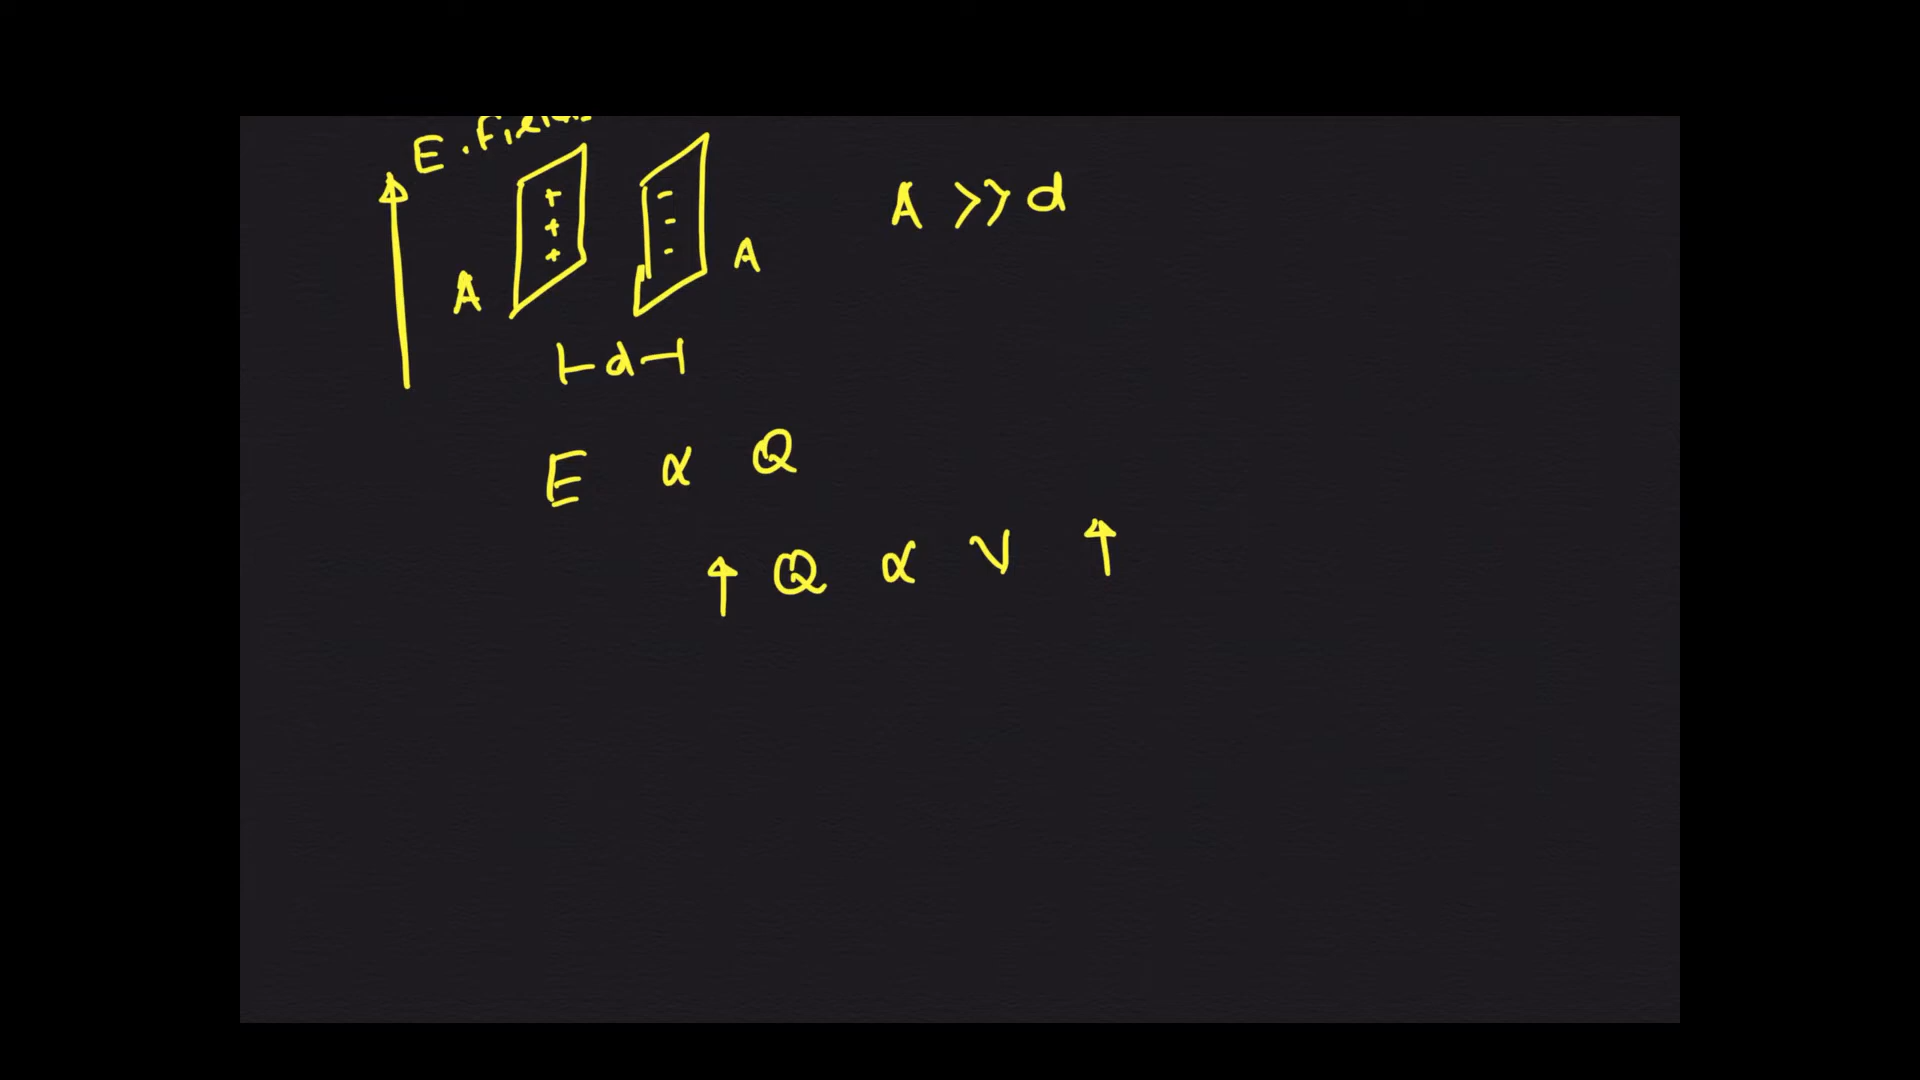 E. Field
+ -
+ -
+ -
A ≫ d
A A
d
E ∝ Q
↑ Q ∝ V ↑